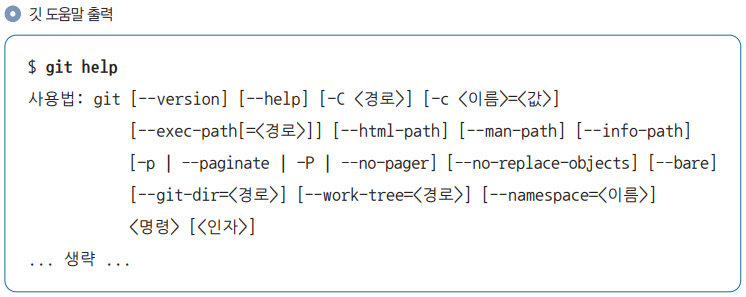 깃 도움말 출력
$ git help
사용법: git [--version] [--help] [-C <경로>] [-c <이름>=<값>]
[--exec-path[=<경로>]] [--html-path] [--man-path] [--info-path]
[-p | --paginate | -P | --no-pager] [--no-replace-objects] [--bare]
[--git-dir=<경로>] [--work-tree=<경로>] [--namespace=<이름>]
<명령> [<인자>]
... 생략 ...